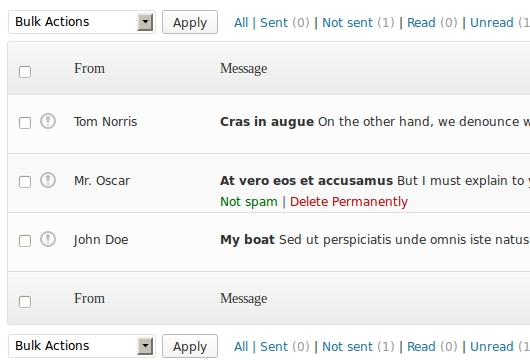 Bulk Actions Apply All | Sent (0) | Not sent (1) | Read (0) | Unread (1
From Message
Tom Norris Cras in augue On the other hand, we denounce w
Mr. Oscar At vero eos et accusamus But I must explain to
Not spam | Delete Permanently
John Doe My boat Sed ut perspiciatis unde omnis iste natus
From Message
Bulk Actions Apply All | Sent (0) | Not sent (1) | Read (0) | Unread (1